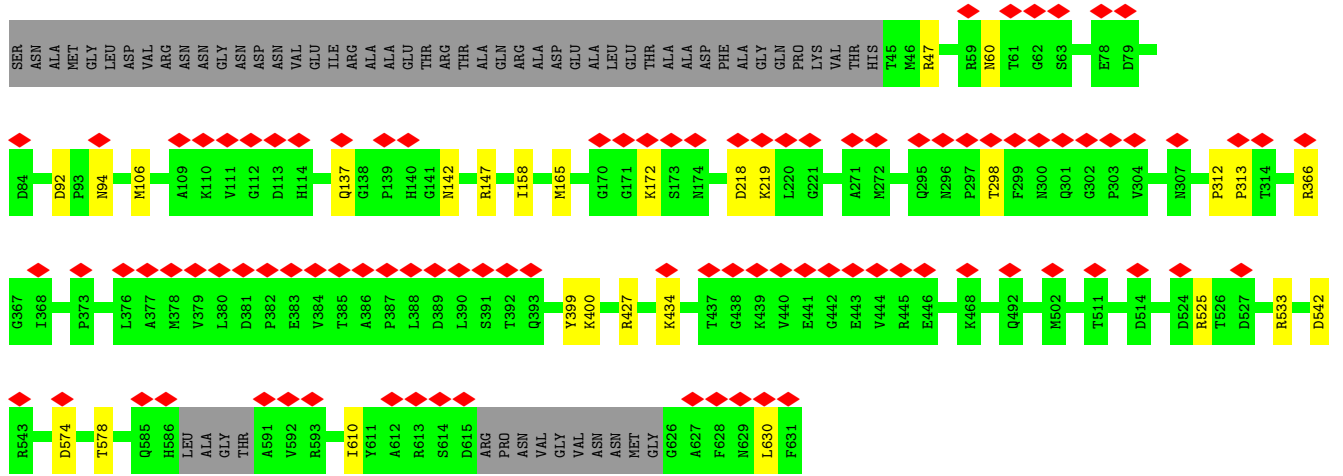 SER ASN ALA MET GLY LEU ASP VAL ARG ASN ASN GLY ASN ASP ASN VAL GLU ILE ARG ALA ALA GLU THR ARG THR ALA GLN ARG ALA ASP GLU ALA LEU GLU THR ALA ALA ASP PHE ALA GLY GLN PRO LYS VAL THR HIS T45 M46 R47 R59 N60 T61 G62 S63 E78 D79
D84 D92 P93 N94 M106 A109 K110 V111 G112 D113 H114 Q137 G138 P139 H140 G141 N142 R147 I158 M165 G170 G171 K172 S173 N174 D218 K219 L220 G221 A271 M272 Q295 N296 P297 T298 F299 N300 Q301 G302 P303 V304 N307 P312 P313 T314 R366
G367 I368 P373 L376 A377 M378 V379 L380 D381 P382 E383 V384 T385 A386 P387 L388 D389 L390 S391 T392 Q393 Y399 K400 R427 K434 T437 G438 K439 V440 E441 G442 E443 V444 R445 E446 K468 Q492 M502 T511 D514 D524 R525 T526 D527 R533 D542
R543 D574 T578 Q585 H586 LEU ALA GLY THR A591 V592 R593 I610 Y611 A612 R613 S614 D615 ARG PRO ASN VAL GLY VAL ASN ASN MET GLY G626 A627 F628 N629 L630 F631